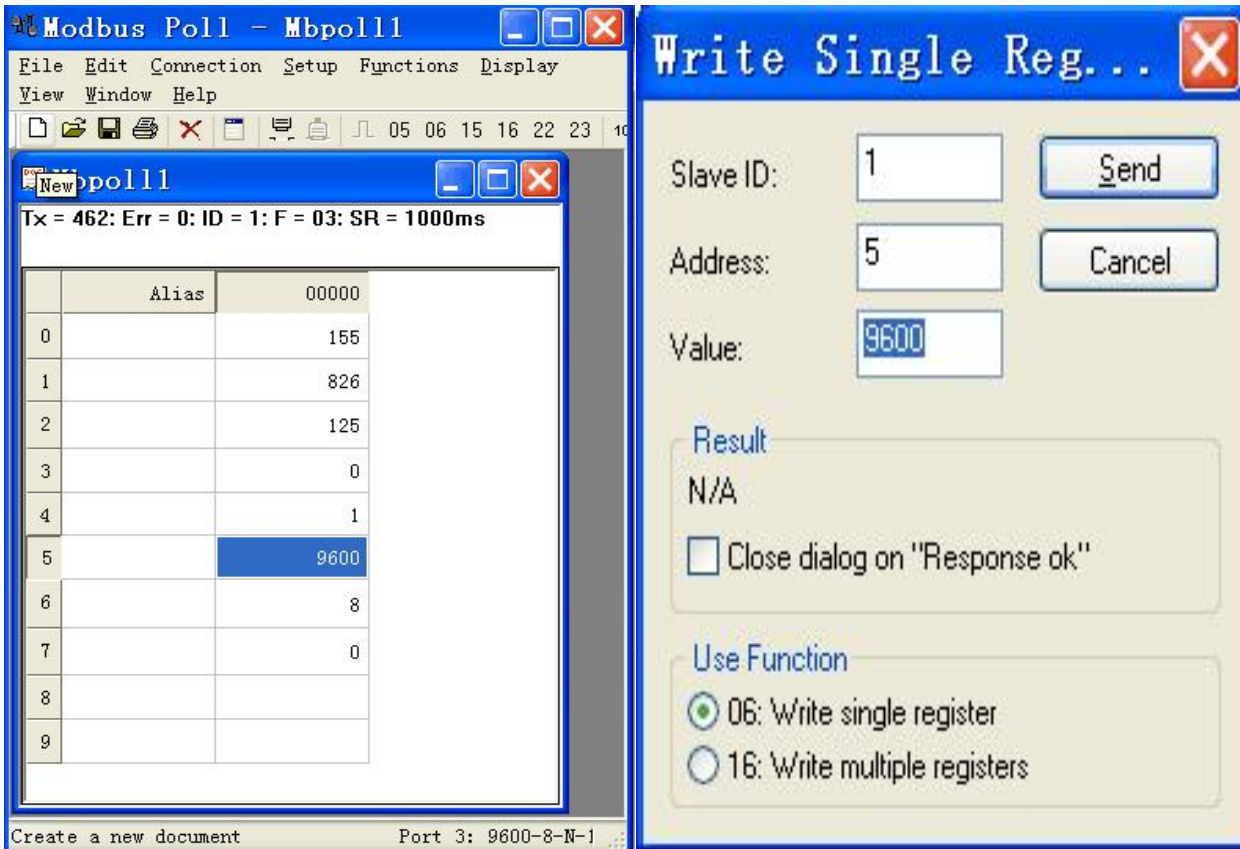 Modbus Poll - Mbpoll1
File Edit Connection Setup Functions Display
View Window Help
05 06 15 16 22 23
New
Tx = 462: Err = 0: ID = 1: F = 03: SR = 1000ms
Alias 00000
0 155
1 826
2 125
3 0
4 1
5 9600
6 8
7 0
8
9
Create a new document Port 3: 9600-8-N-1
Write Single Reg...
Slave ID: 1 Send
Address: 5 Cancel
Value: 9600
Result
N/A
Close dialog on "Response ok"
Use Function
06: Write single register
16: Write multiple registers